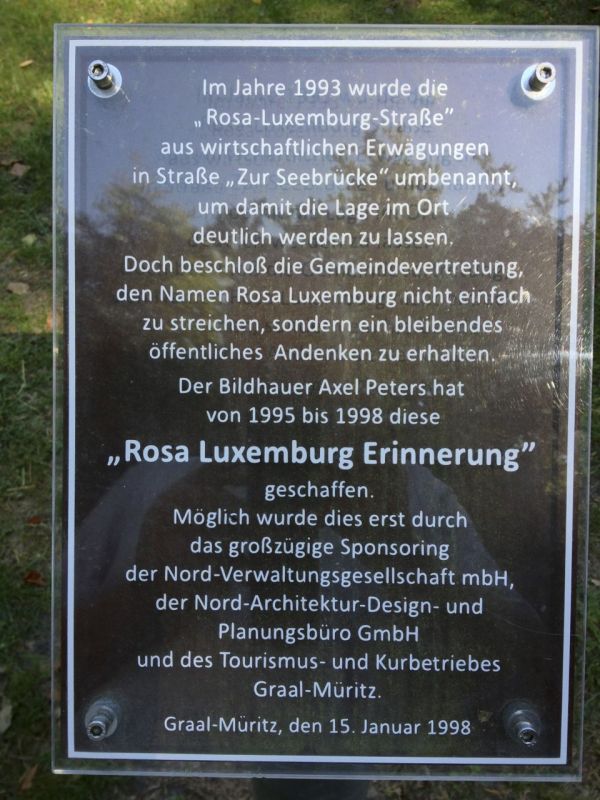 Im Jahre 1993 wurde die
„Rosa-Luxemburg-Straße”
aus wirtschaftlichen Erwägungen
in Straße „Zur Seebrücke“ umbenannt,
um damit die Lage im Ort
deutlich werden zu lassen.
Doch beschloß die Gemeindevertretung,
den Namen Rosa Luxemburg nicht einfach
zu streichen, sondern ein bleibendes
öffentliches Andenken zu erhalten.
Der Bildhauer Axel Peters hat
von 1995 bis 1998 diese
„Rosa Luxemburg Erinnerung”
geschaffen.
Möglich wurde dies erst durch
das großzügige Sponsoring
der Nord-Verwaltungsgesellschaft mbH,
der Nord-Architektur-Design- und
Planungsbüro GmbH
und des Tourismus- und Kurbetriebes
Graal-Müritz.
Graal-Müritz, den 15. Januar 1998